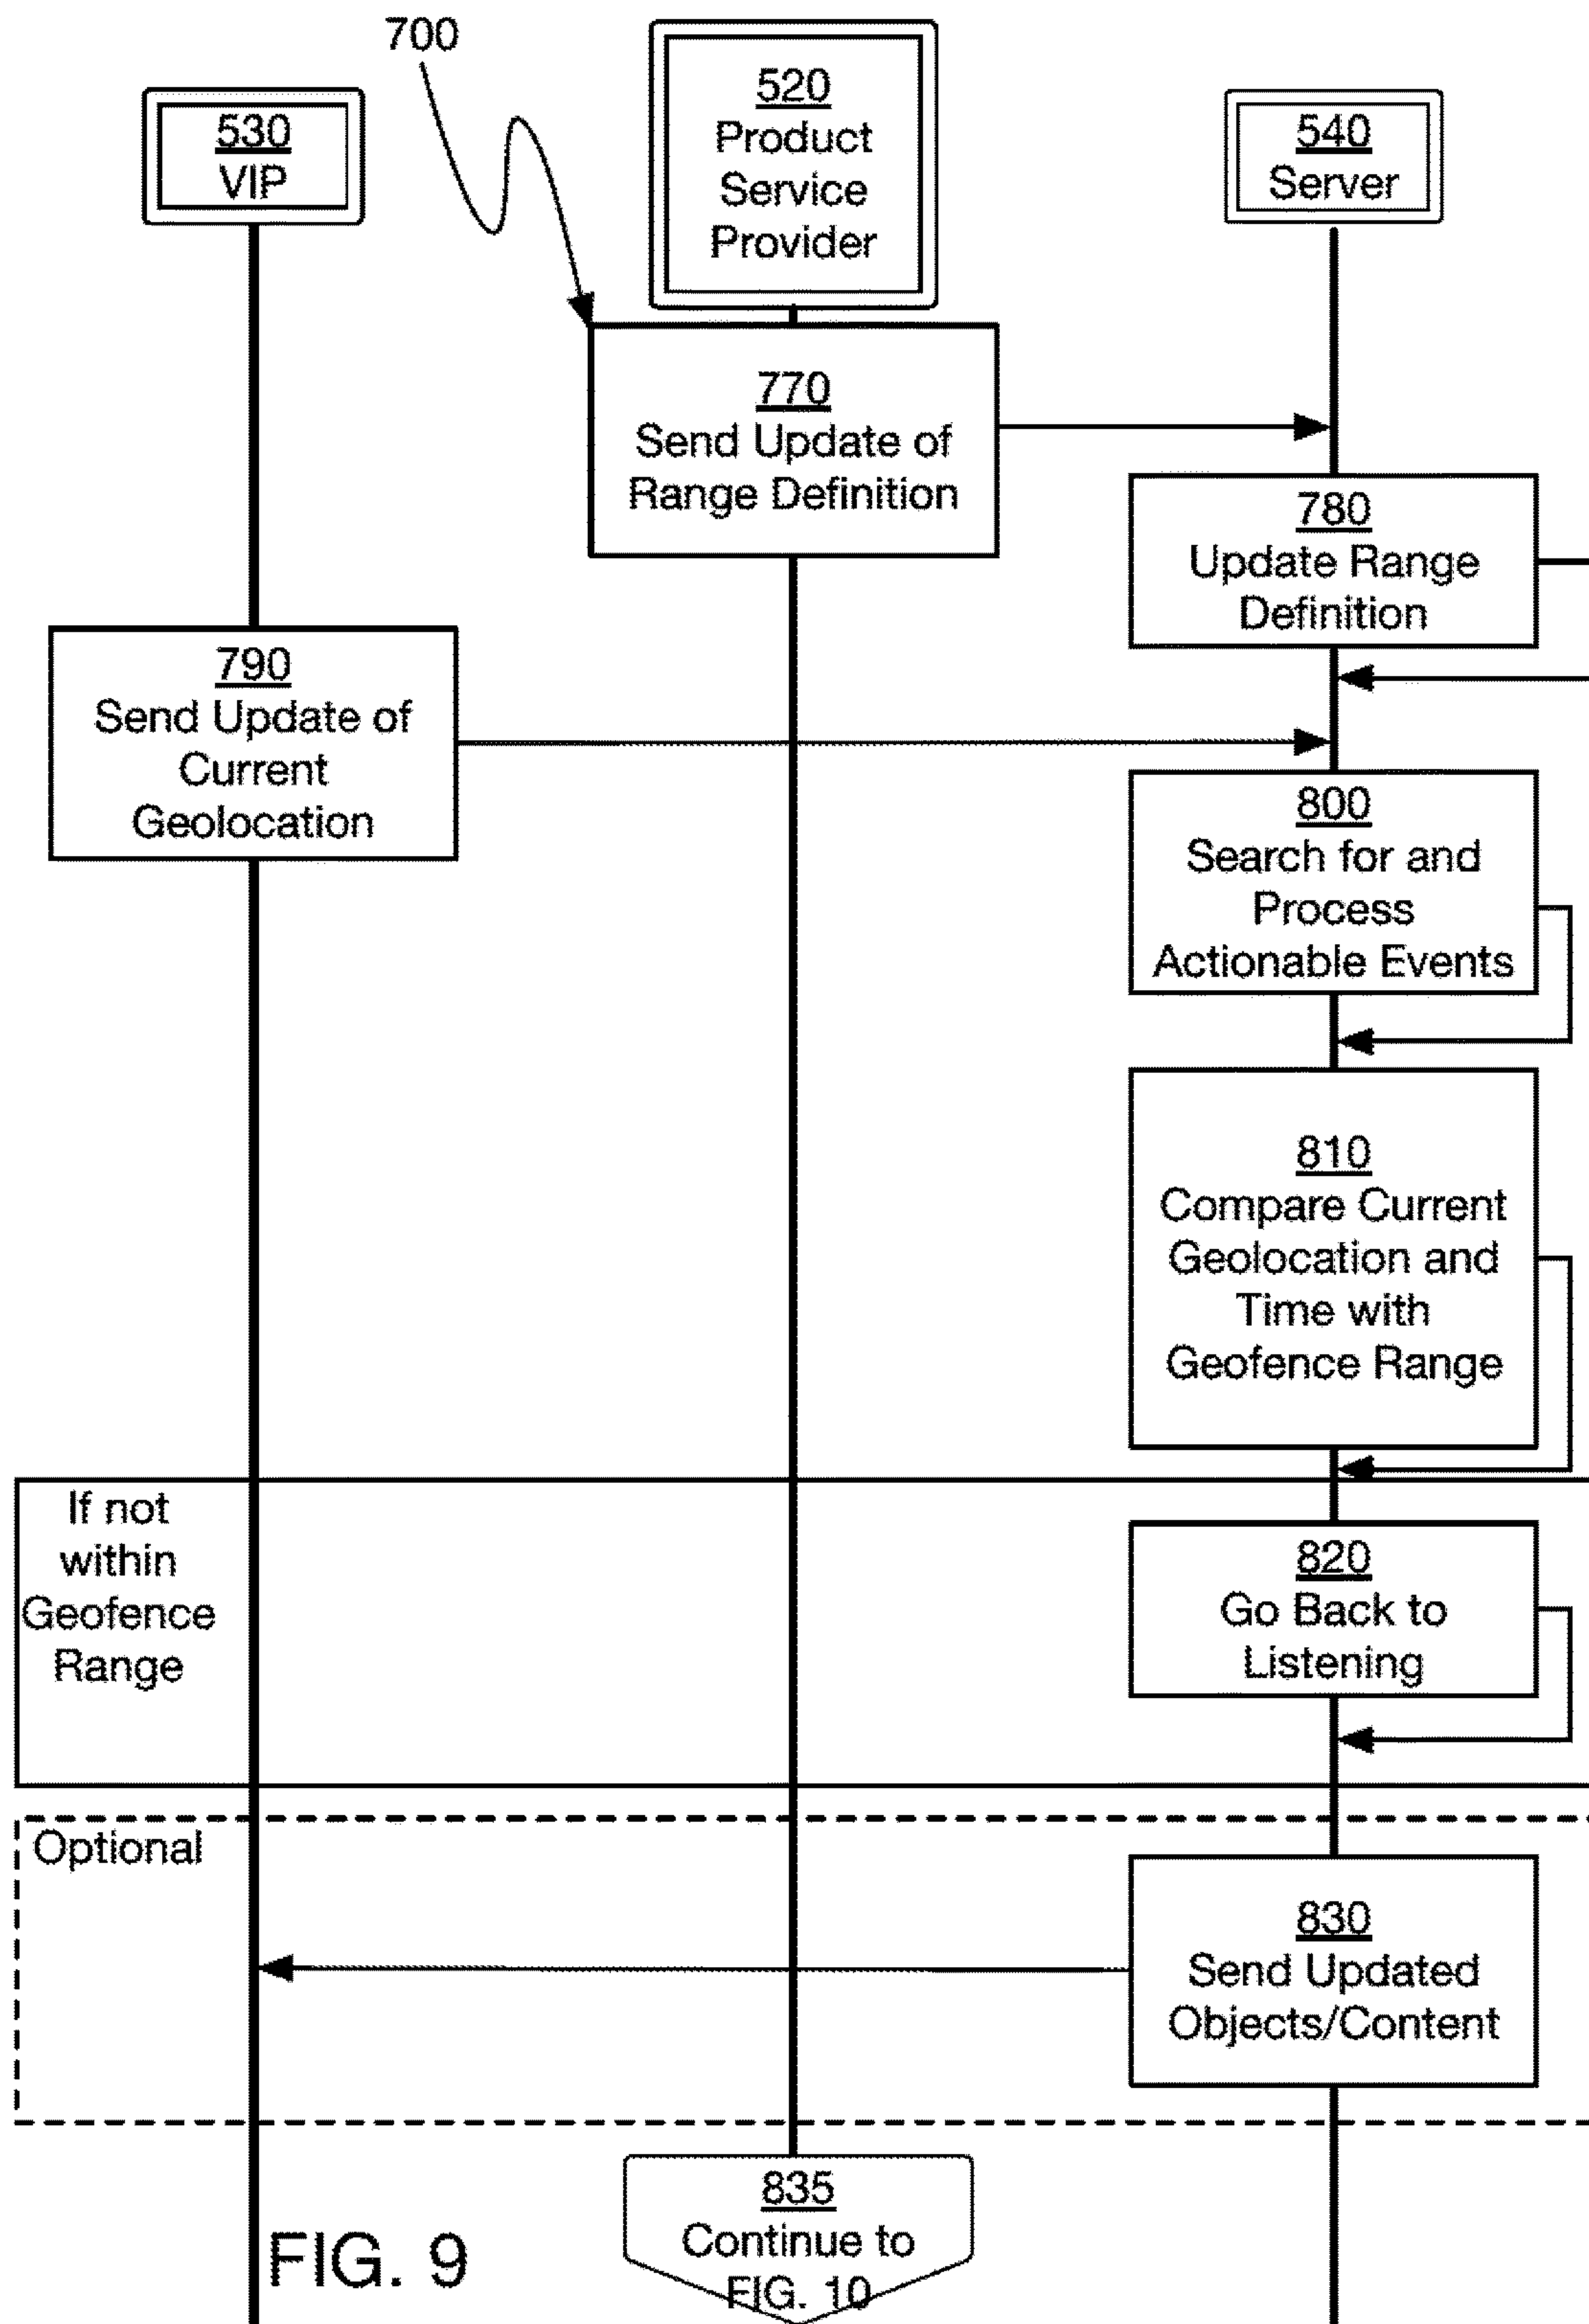 700
530
VIP
520
Product
Service
Provider
540
Server
770
Send Update of
Range Definition
780
Update Range
Definition
790
Send Update of
Current
Geolocation
800
Search for and
Process
Actionable Events
810
Compare Current
Geolocation and
Time with
Geofence Range
If not
within
Geofence
Range
820
Go Back to
Listening
Optional
830
Send Updated
Objects/Content
835
Continue to
FIG. 10
FIG. 9